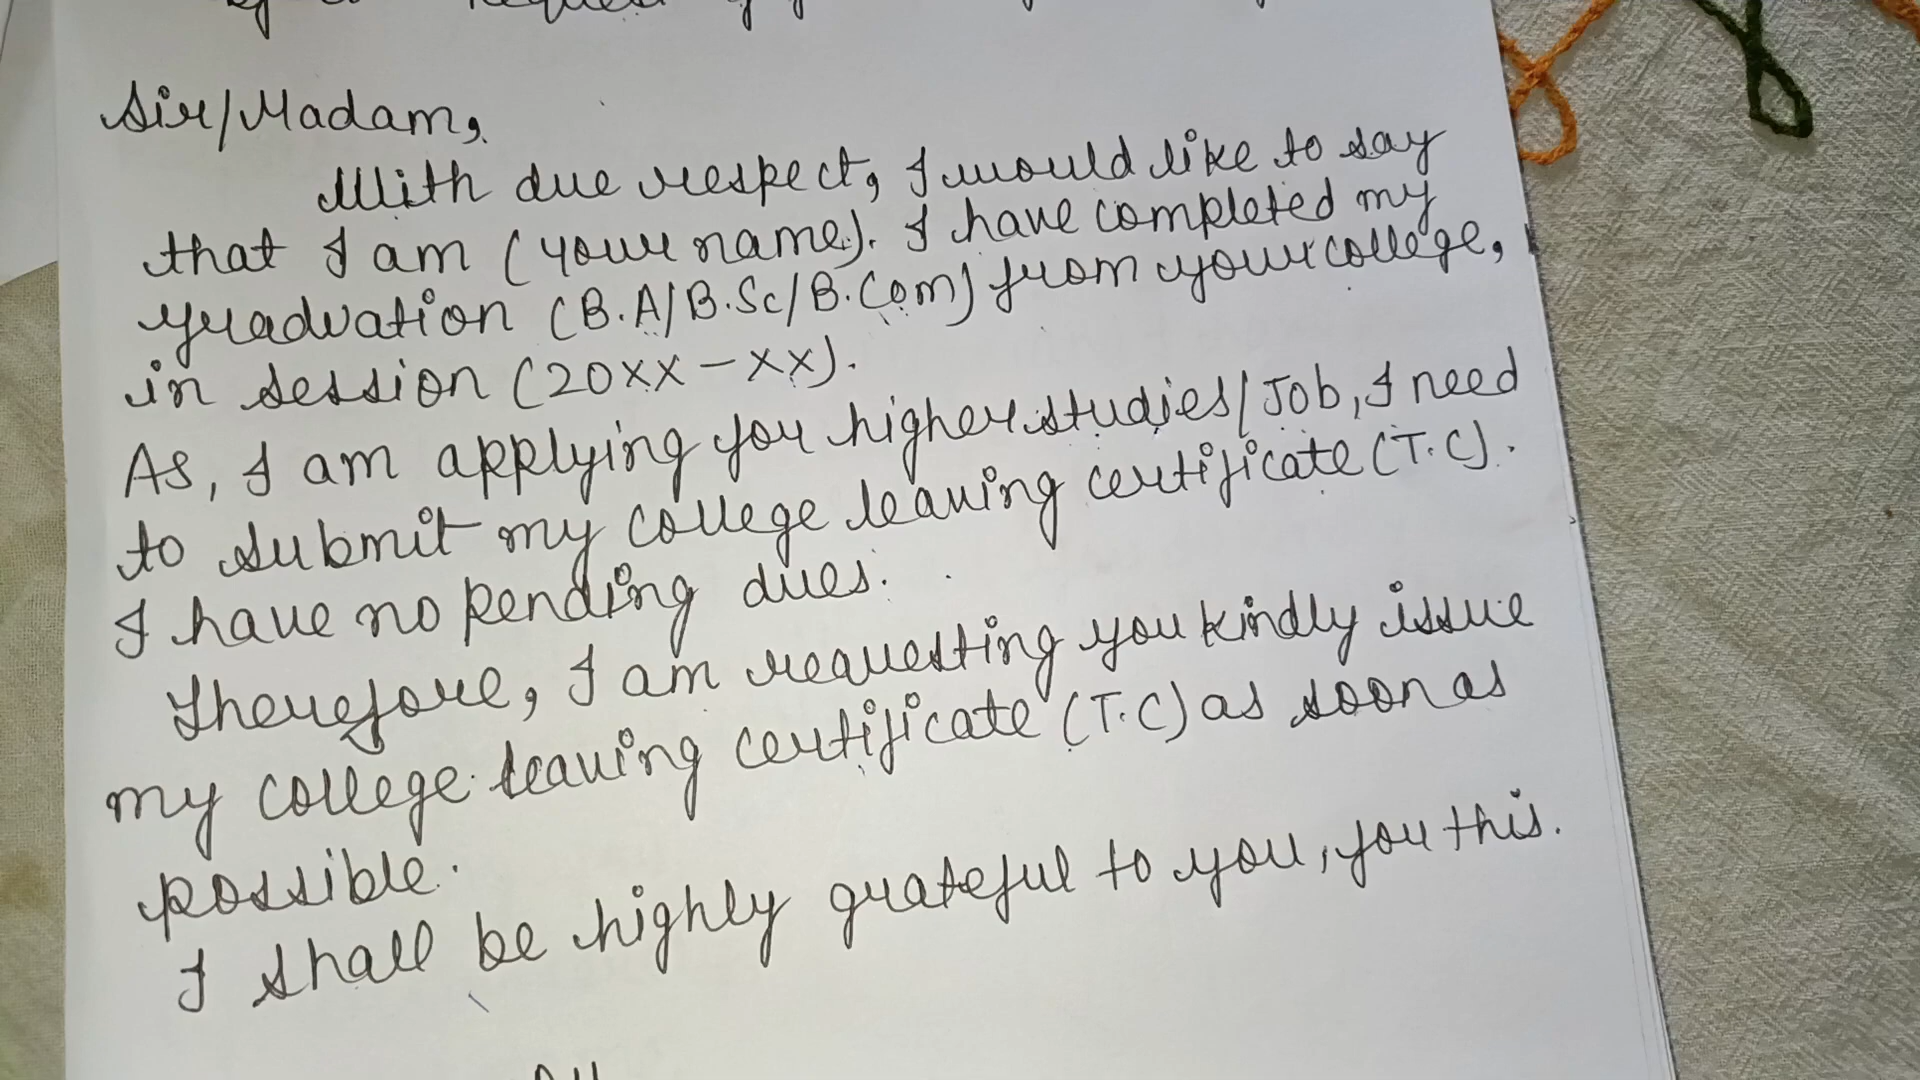 Request
Sir/Madam,
With due respect, I would like to say
that I am (your name). I have completed my
graduation (B.A/B.Sc/B.Com) from your college,
in session (20xx-xx).
As, I am applying for higher studies/Job, I need
to submit my college leaving certificate (T.C).
I have no pending dues.
Therefore, I am requesting you kindly issue
my college leaving certificate (T.C) as soon as
possible.
I shall be highly grateful to you, for this.